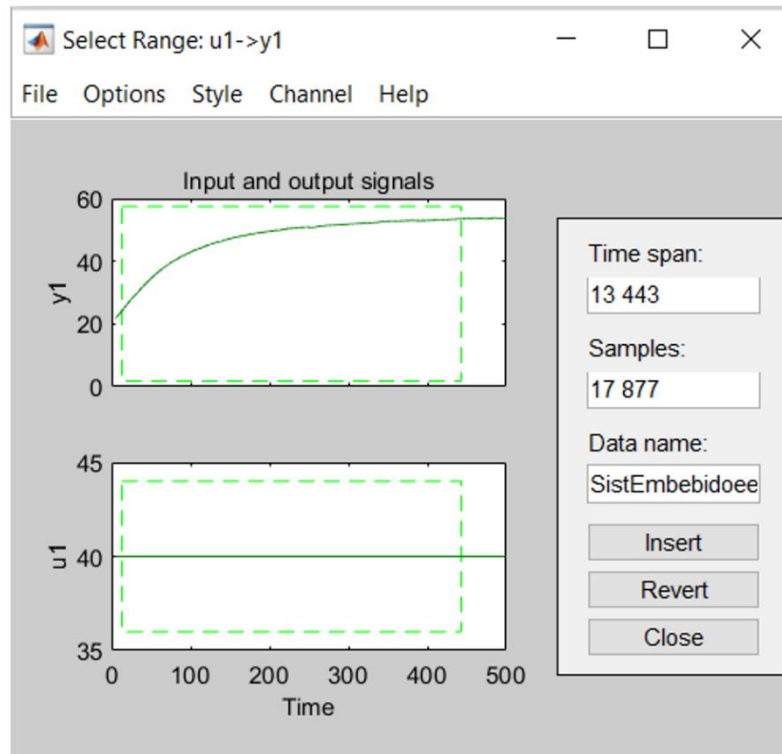 Select Range: u1->y1
File Options Style Channel Help
Input and output signals
60
40
20
0
y1
45
40
35
u1
0 100 200 300 400 500
Time
Time span:
13 443
Samples:
17 877
Data name:
SistEmbebidoee
Insert
Revert
Close